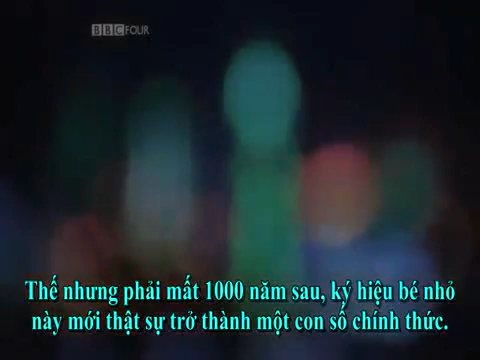 BBC FOUR
Thế nhưng phải mất 1000 năm sau, ký hiệu bé nhỏ
này mới thật sự trở thành một con số chính thức.